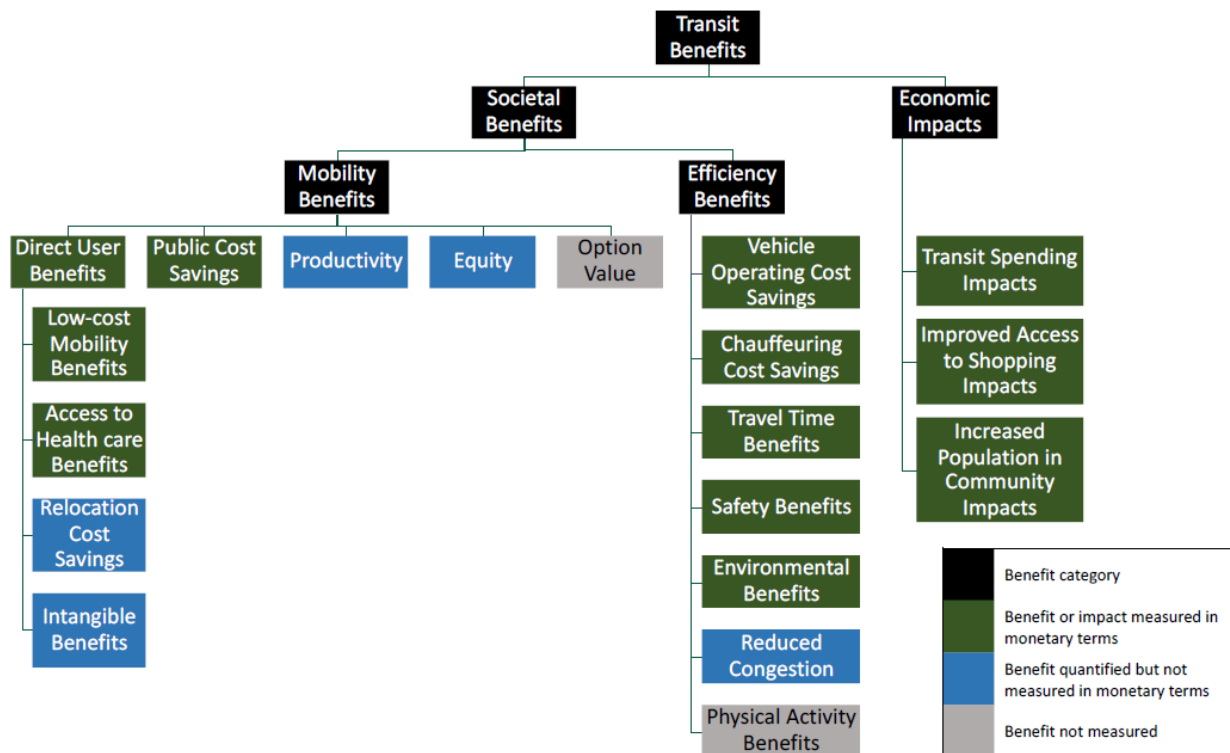 Transit
Benefits
Societal
Benefits
Economic
Impacts
Mobility
Benefits
Efficiency
Benefits
Direct User
Benefits
Public Cost
Savings
Productivity
Equity
Option
Value
Low-cost
Mobility
Benefits
Access to
Health care
Benefits
Relocation
Cost
Savings
Intangible
Benefits
Vehicle
Operating Cost
Savings
Chauffeuring
Cost Savings
Travel Time
Benefits
Safety Benefits
Environmental
Benefits
Reduced
Congestion
Physical Activity
Benefits
Transit Spending
Impacts
Improved Access
to Shopping
Impacts
Increased
Population in
Community
Impacts
Benefit category
Benefit or impact measured in
monetary terms
Benefit quantified but not
measured in monetary terms
Benefit not measured